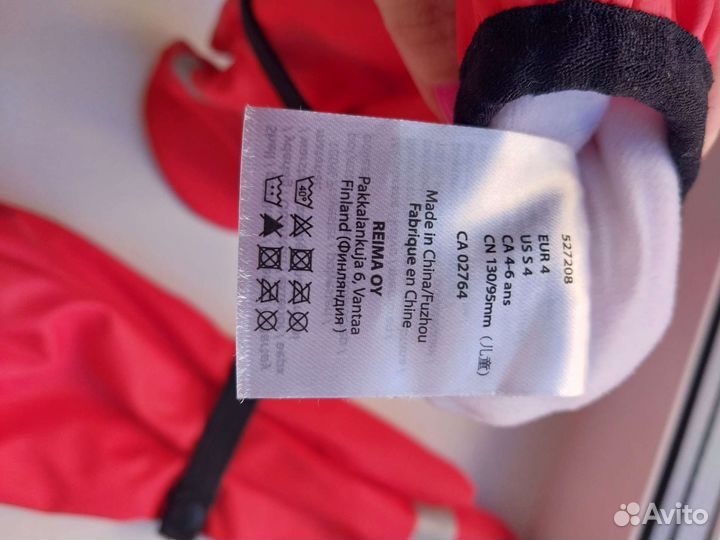 527208
EUR 4
US S 4
CA 4-6 ans
CN 130/95mm (儿童)
CA 02764
Made in China/Fuzhou
Fabrique en Chine
REIMA OY
Pakkalankuja 6, Vantaa
Finland (Финляндия )
40°
Avito